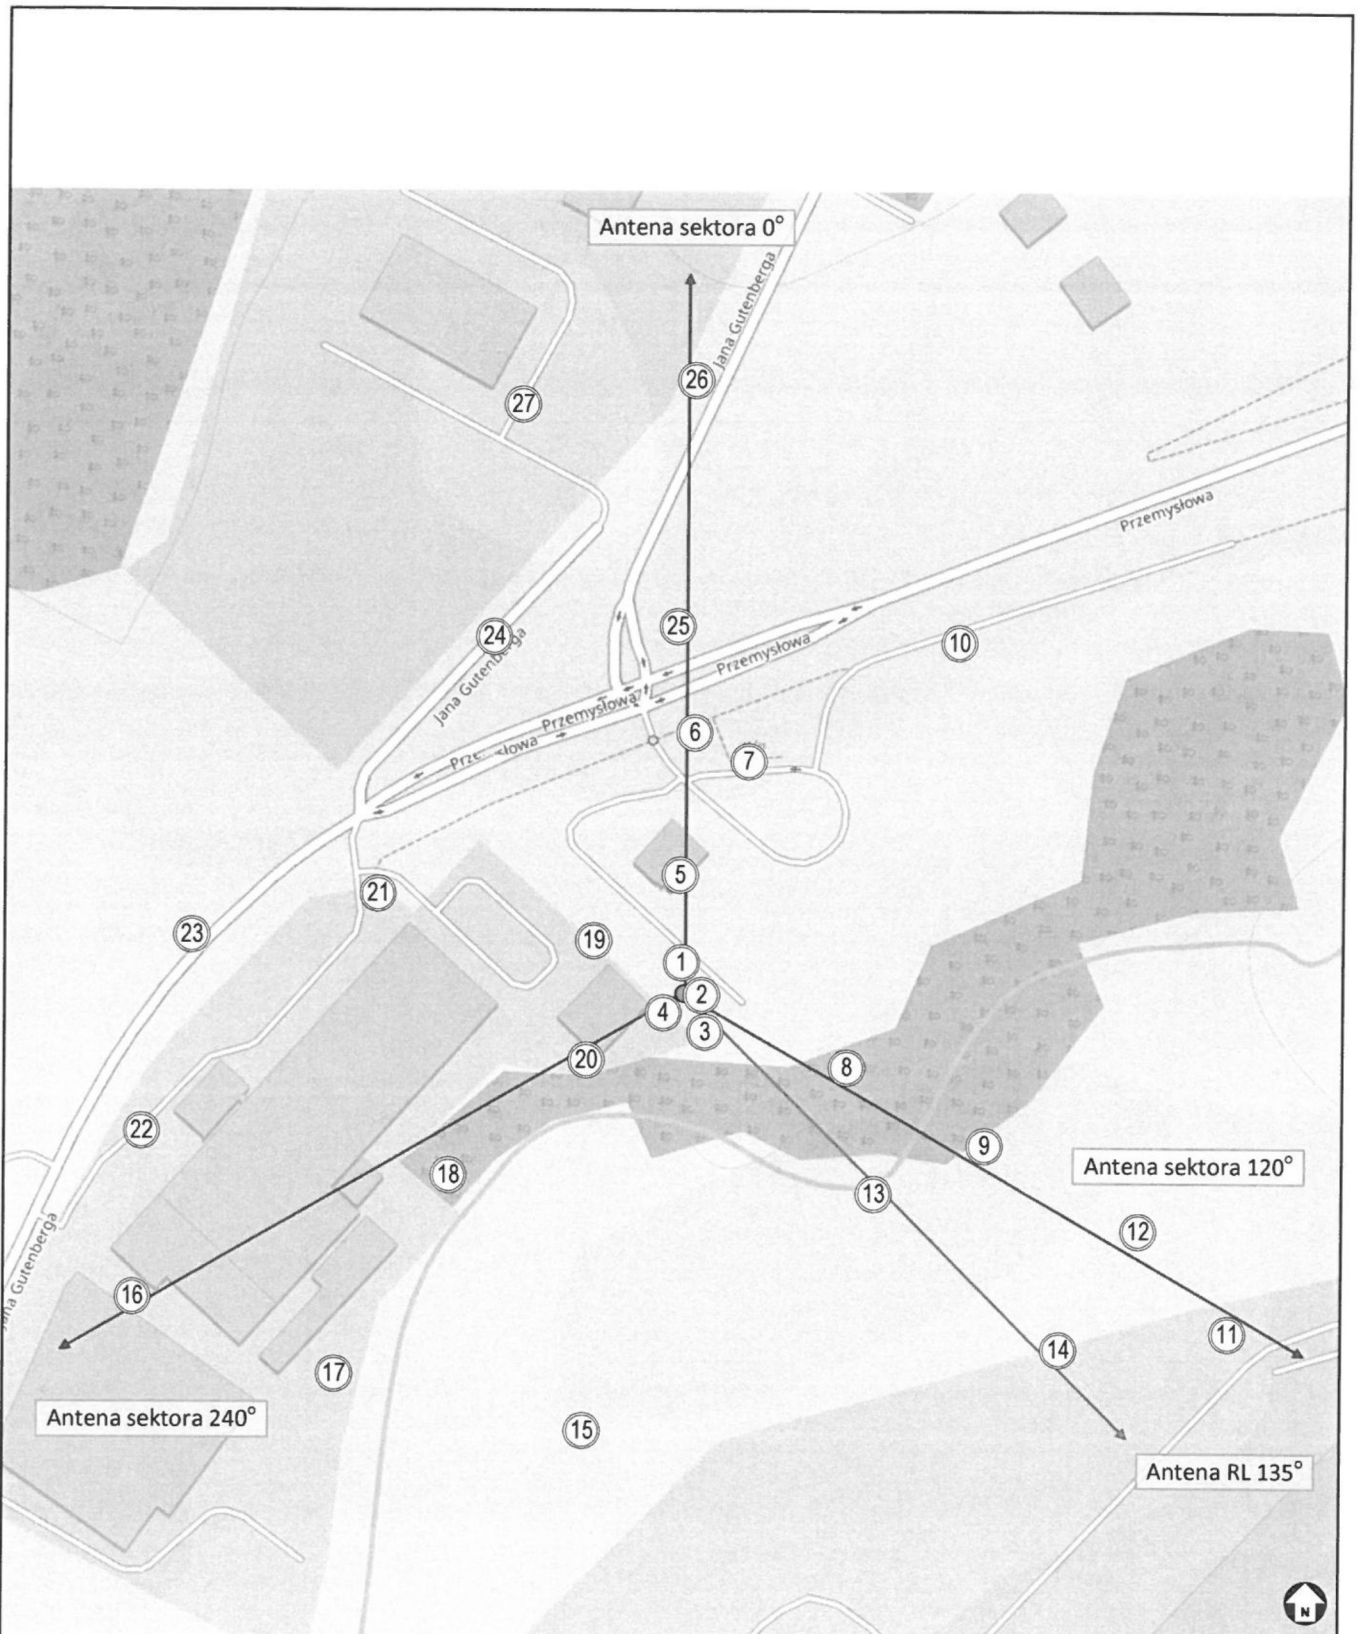 Antena sektora 0°
Jana Gutenberga
26
27
Przemysłowa
25
24
Jana Gutenberga
10
Przemysłowa
Przemysłowa
6
7
5
21
23
19
1
2
4
3
20
8
22
9
Antena sektora 120°
18
13
12
Jana Gutenberga
16
11
14
17
Antena sektora 240°
15
Antena RL 135°
N